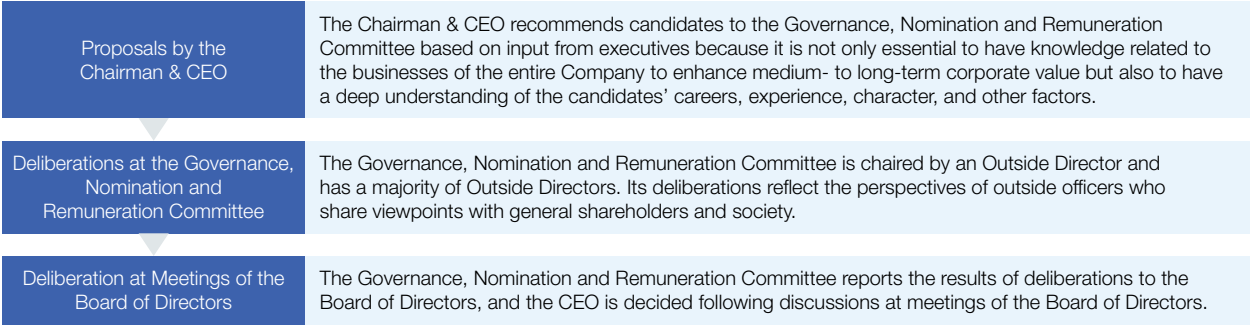 Proposals by the
Chairman & CEO
The Chairman & CEO recommends candidates to the Governance, Nomination and Remuneration
Committee based on input from executives because it is not only essential to have knowledge related to
the businesses of the entire Company to enhance medium- to long-term corporate value but also to have
a deep understanding of the candidates’ careers, experience, character, and other factors.
Deliberations at the Governance,
Nomination and
Remuneration Committee
The Governance, Nomination and Remuneration Committee is chaired by an Outside Director and
has a majority of Outside Directors. Its deliberations reflect the perspectives of outside officers who
share viewpoints with general shareholders and society.
Deliberation at Meetings of the
Board of Directors
The Governance, Nomination and Remuneration Committee reports the results of deliberations to the
Board of Directors, and the CEO is decided following discussions at meetings of the Board of Directors.